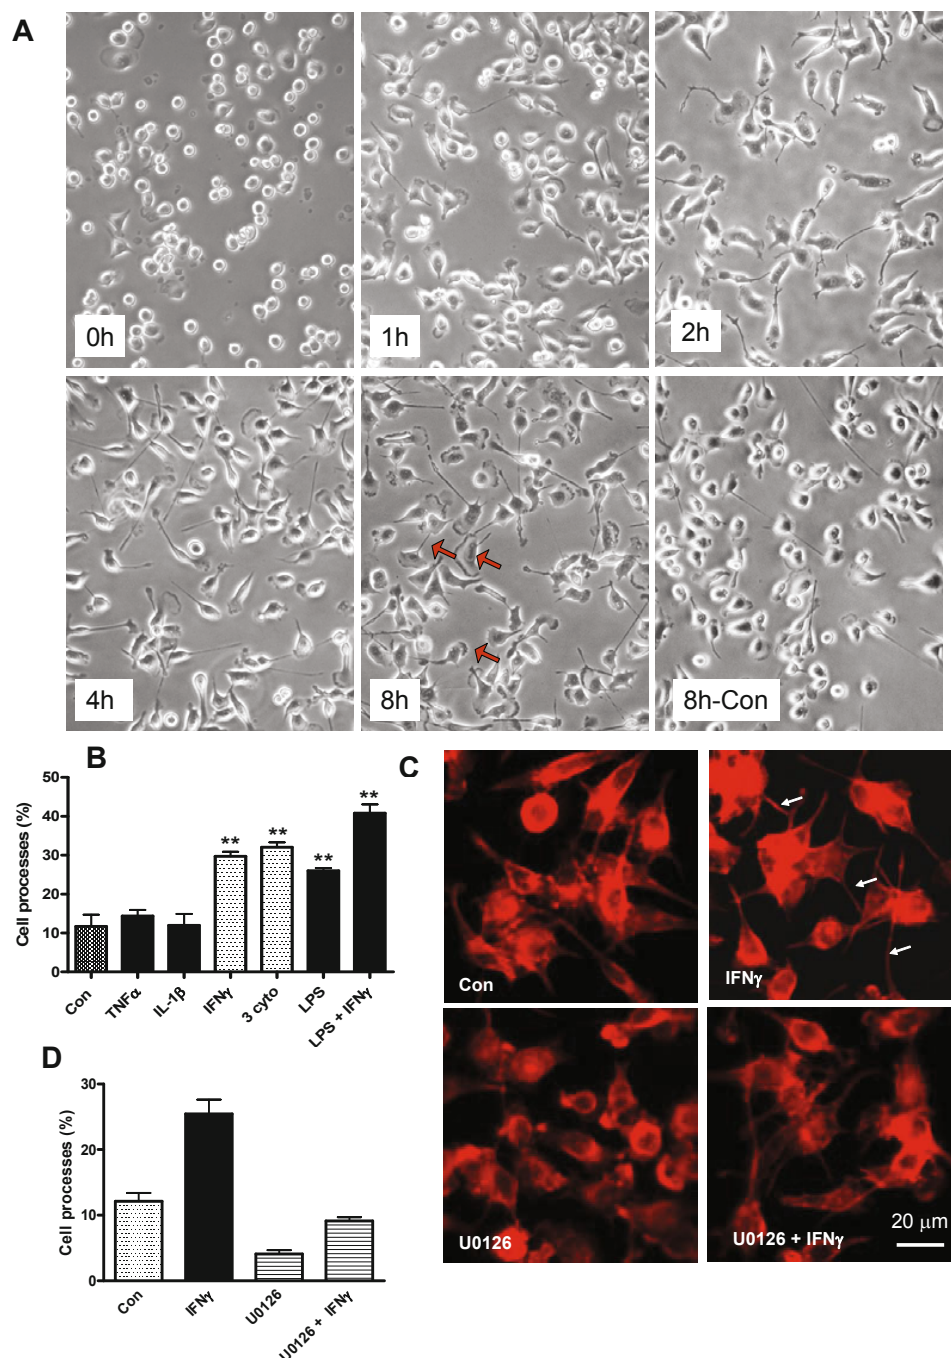 A
0h
1h
2h
4h
8h
8h-Con
B
Cell processes (%)
50
40
30
20
10
0
**
**
**
**
Con
TNFα
IL-1β
IFNγ
3 cyto
LPS
LPS + IFNγ
C
Con
IFNγ
U0126
U0126 + IFNγ
20 μm
D
Cell processes (%)
30
20
10
0
Con
IFNγ
U0126
U0126 + IFNγ